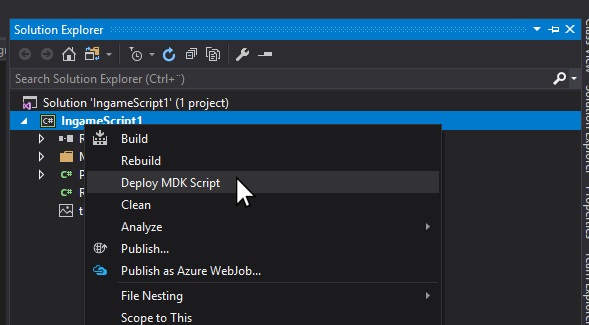 Solution Explorer
Search Solution Explorer (Ctrl+¨)
Solution 'IngameScript1' (1 project)
C# IngameScript1
Build
Rebuild
Deploy MDK Script
Clean
Analyze
Publish...
Publish as Azure WebJob...
File Nesting
Scope to This
R
M
C# P
C# R
t
Class View
Solution Explorer
Properties
Team Explorer